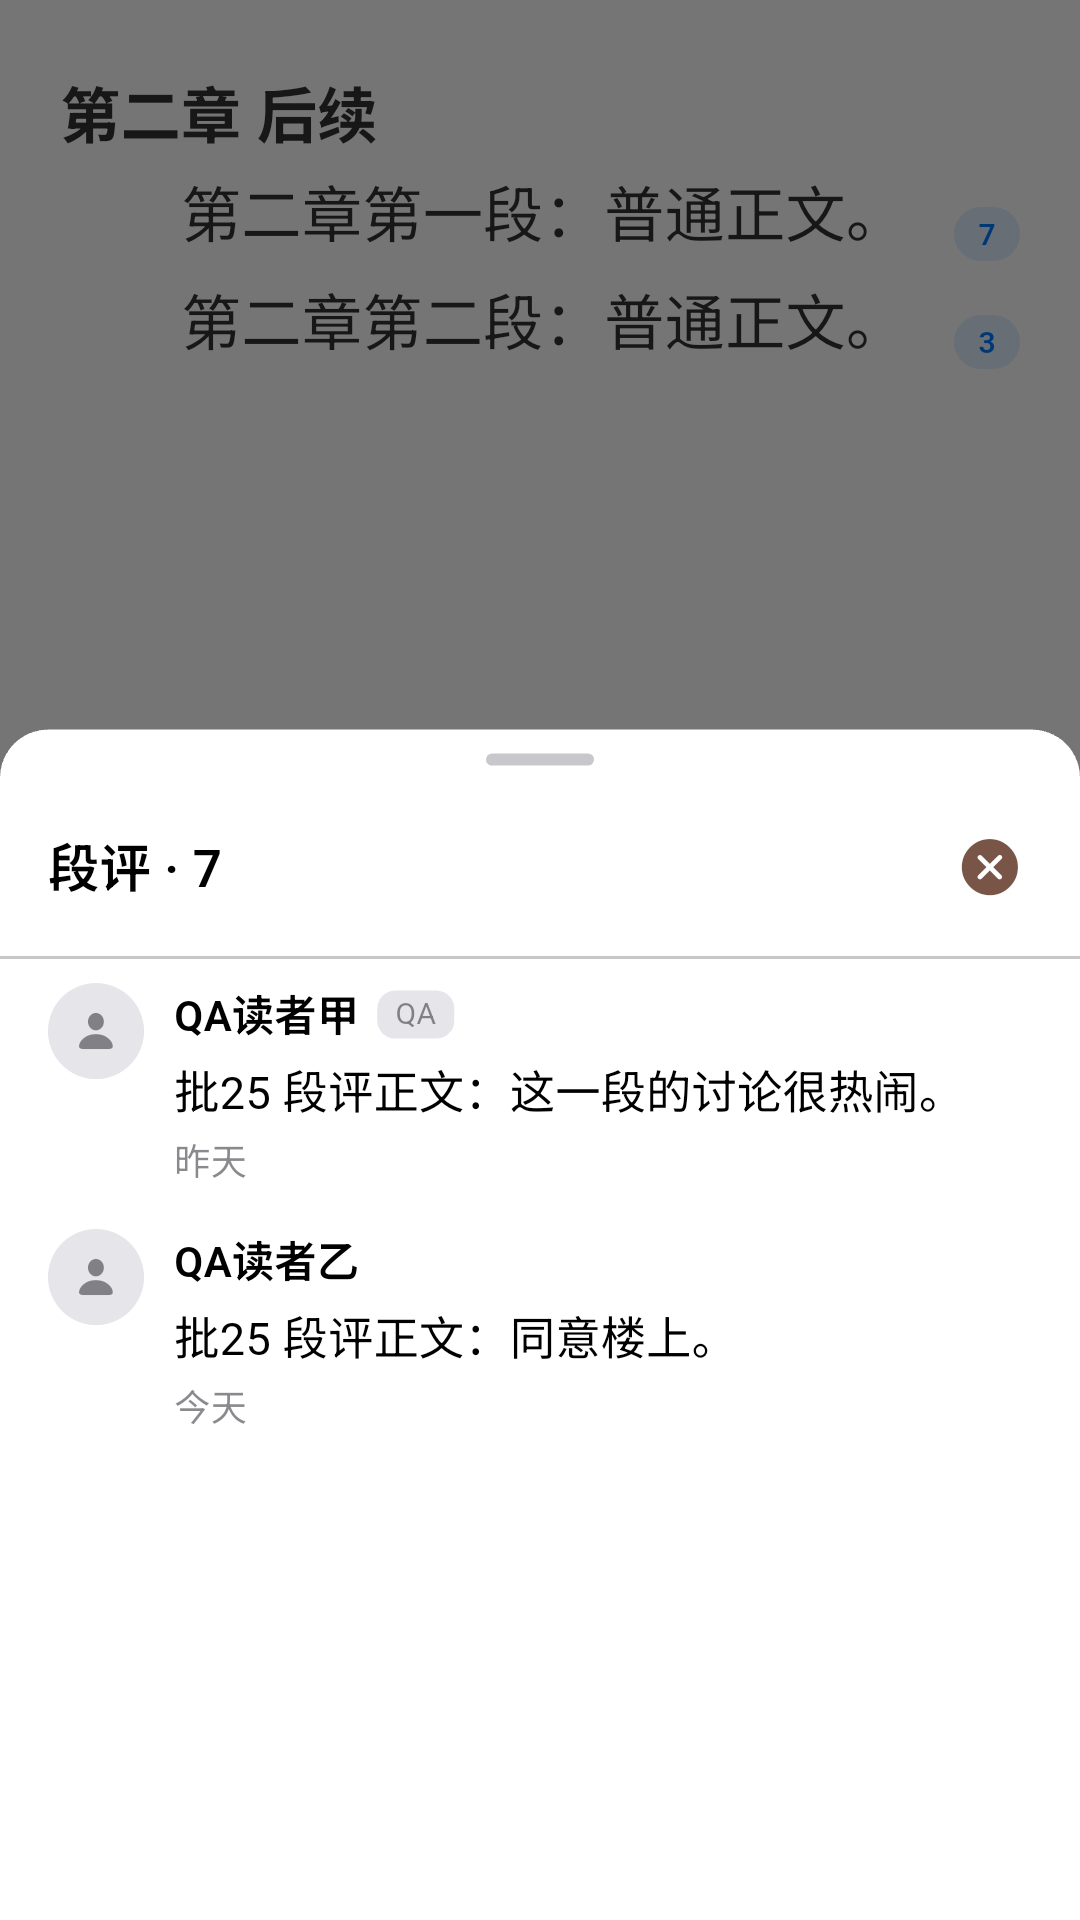 第二章 后续
第二章第一段：普通正文。
7
第二章第二段：普通正文。
3
段评 · 7
QA读者甲 QA
批25 段评正文：这一段的讨论很热闹。
昨天
QA读者乙
批25 段评正文：同意楼上。
今天